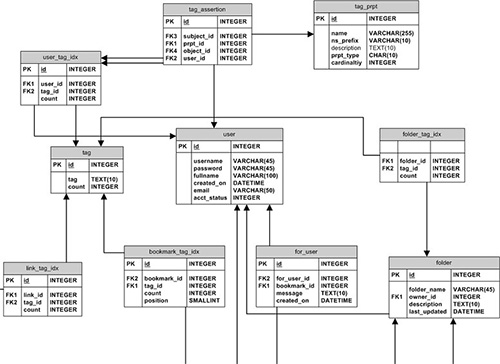 tag_assertion
PK id INTEGER
FK3 subject_id INTEGER
FK1 prpt_id INTEGER
FK4 object_id INTEGER
FK2 user_id INTEGER
tag_prpt
PK id INTEGER
name VARCHAR(255)
ns_prefix VARCHAR(10)
description TEXT(10)
prpt_type CHAR(10)
cardinaltiy INTEGER
user_tag_idx
PK id INTEGER
FK1 user_id INTEGER
FK2 tag_id INTEGER
count INTEGER
user
PK id INTEGER
username VARCHAR(45)
password VARCHAR(45)
fullname VARCHAR(100)
created_on DATETIME
email VARCHAR(50)
acct_status INTEGER
folder_tag_idx
PK id INTEGER
FK1 folder_id INTEGER
FK2 tag_id INTEGER
count INTEGER
tag
PK id INTEGER
tag TEXT(10)
count INTEGER
link_tag_idx
PK id INTEGER
FK1 link_id INTEGER
FK2 tag_id INTEGER
count INTEGER
bookmark_tag_idx
PK id INTEGER
FK2 bookmark_id INTEGER
FK1 tag_id INTEGER
count INTEGER
position SMALLINT
for_user
PK id INTEGER
FK2 for_user_id INTEGER
FK1 bookmark_id INTEGER
message TEXT(10)
created_on DATETIME
folder
PK id INTEGER
folder_name VARCHAR(45)
FK1 owner_id INTEGER
description TEXT(10)
last_updated DATETIME